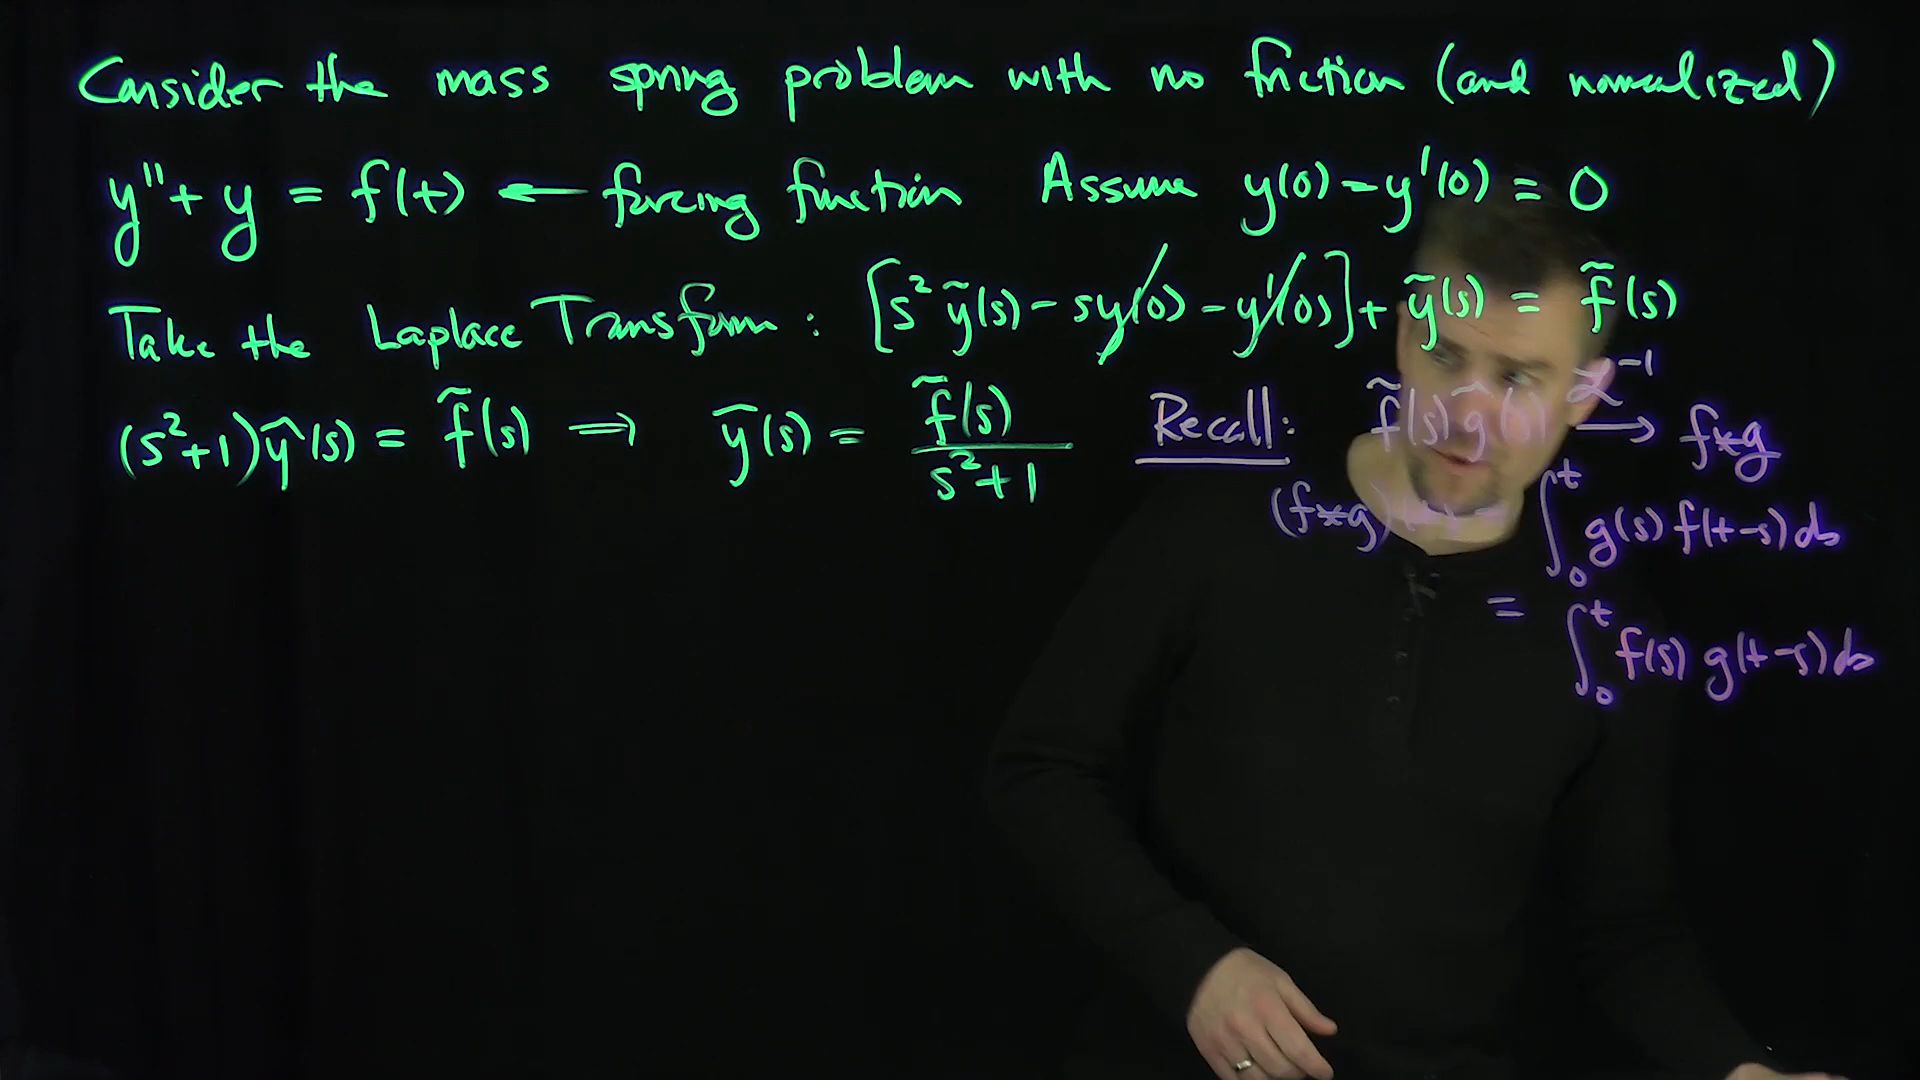 Consider the mass spring problem with no friction (and normalized)
y'' + y = f(t) ← forcing function Assume y(0) = y'(0) = 0
Take the Laplace Transform : [s² ỹ(s) - sy(0) - y'(0)] + ỹ(s) = f̃(s)
(s²+1)ỹ(s) = f̃(s) ⇒ ỹ(s) = f̃(s) / (s²+1) Recall: f̃(s) g̃(s) ℒ⁻¹→ f*g
(f*g)(t) = ∫₀ᵗ g(s) f(t-s) ds
= ∫₀ᵗ f(s) g(t-s) ds